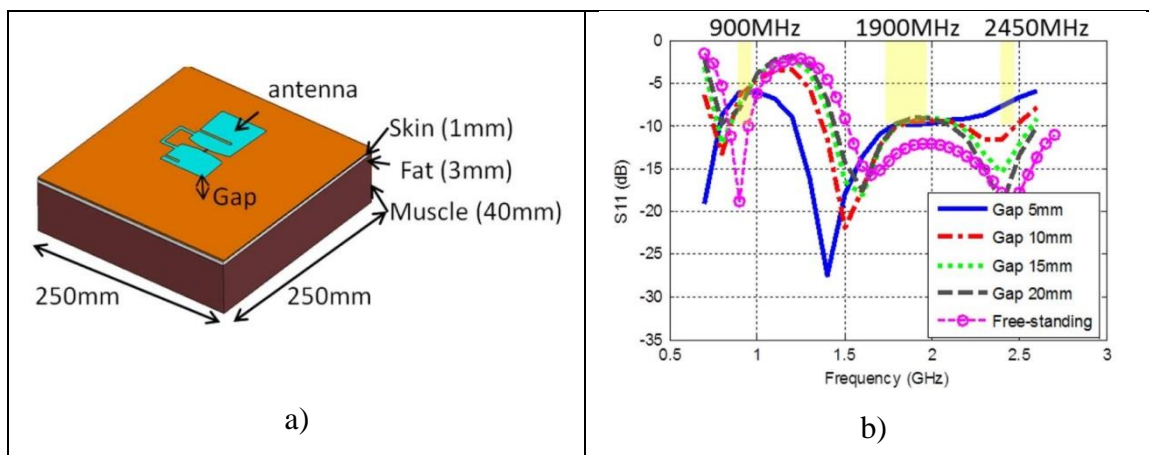 antenna
Skin (1mm)
Fat (3mm)
Gap
Muscle (40mm)
250mm
250mm
a)
900MHz 1900MHz 2450MHz
0
-5
-10
-15
-20
-25
-30
-35
S11 (dB)
Gap 5mm
Gap 10mm
Gap 15mm
Gap 20mm
Free-standing
0.5 1 1.5 2 2.5 3
Frequency (GHz)
b)